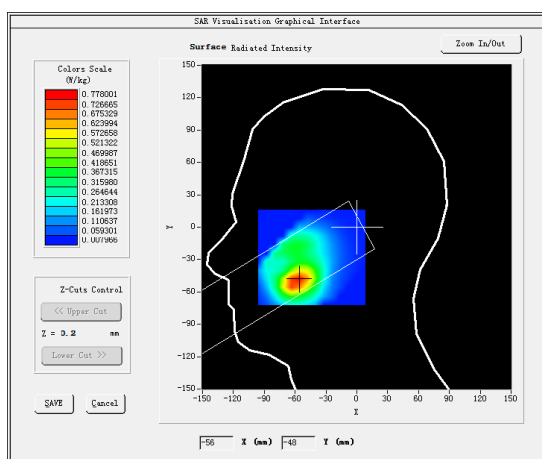 SAR Visualisation Graphical Interface
Surface Radiated Intensity
Zoom In/Out
Colors Scale
(W/kg)
0.778001
0.726665
0.675329
0.623994
0.572658
0.521322
0.469987
0.418651
0.367315
0.315980
0.264644
0.213308
0.161973
0.110637
0.059301
0.007966
Z-Cuts Control
<< Upper Cut
Z = 0.2 mm
Lower Cut >>
SAVE
Cancel
150
120
90
60
30
0
-30
-60
-90
-120
-150
Y
-150 -120 -90 -60 -30 0 30 60 90 120 150
X
-56 X (mm) -48 Y (mm)